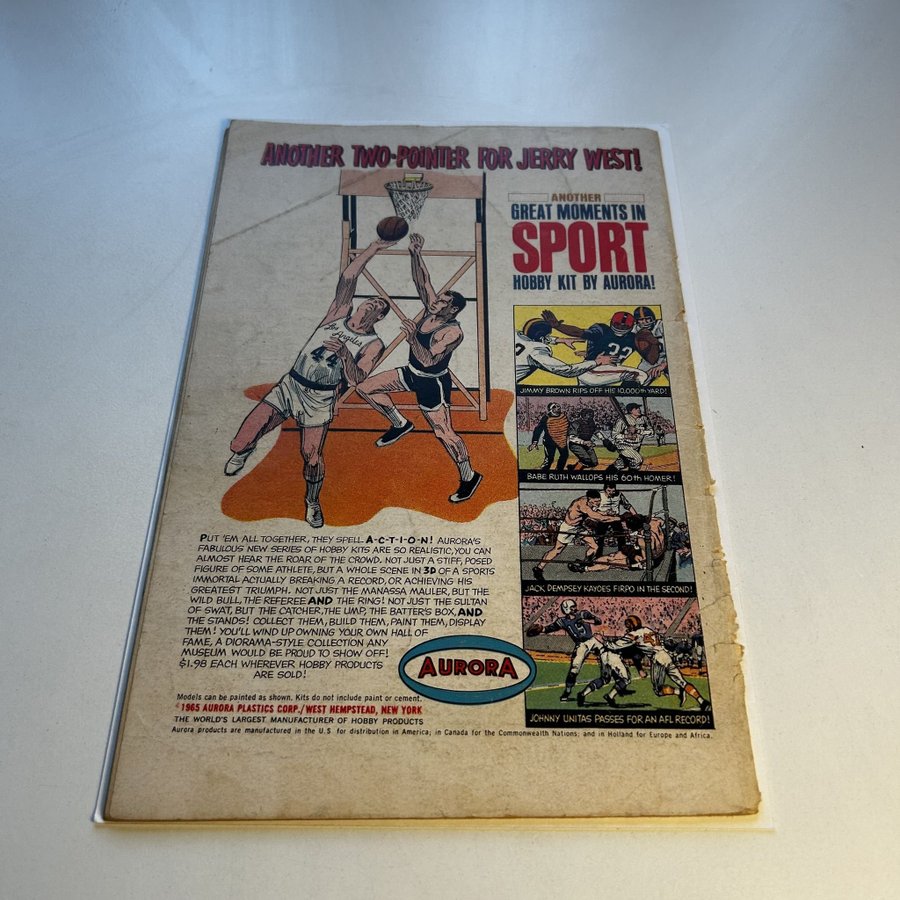 ANOTHER TWO-POINTER FOR JERRY WEST!
ANOTHER
GREAT MOMENTS IN
SPORT
HOBBY KIT BY AURORA!
Los Angeles
44
32
JIMMY BROWN RIPS OFF HIS 10,000TH YARD!
BABE RUTH WALLOPS HIS 60TH HOMER!
JACK DEMPSEY KAYOES FIRPO IN THE SECOND!
JOHNNY UNITAS PASSES FOR AN AFL RECORD!
PUT 'EM ALL TOGETHER, THEY SPELL A-C-T-I-O-N! AURORA'S
FABULOUS NEW SERIES OF HOBBY KITS ARE SO REALISTIC, YOU CAN
ALMOST HEAR THE ROAR OF THE CROWD. NOT JUST A STIFF, POSED
FIGURE OF SOME ATHLETE, BUT A WHOLE SCENE IN 3D OF A SPORTS
IMMORTAL ACTUALLY BREAKING A RECORD, OR ACHIEVING HIS
GREATEST TRIUMPH. NOT JUST THE MANASSA MAULER, BUT THE
WILD BULL, THE REFEREE AND THE RING! NOT JUST THE SULTAN
OF SWAT, BUT THE CATCHER, THE UMP, THE BATTER'S BOX, AND
THE STANDS! COLLECT THEM, BUILD THEM, PAINT THEM, DISPLAY
THEM! YOU'LL WIND UP OWNING YOUR OWN HALL OF
FAME, A DIORAMA-STYLE COLLECTION ANY
MUSEUM WOULD BE PROUD TO SHOW OFF!
$1.98 EACH WHEREVER HOBBY PRODUCTS
ARE SOLD!
AURORA
Models can be painted as shown. Kits do not include paint or cement.
1965 AURORA PLASTICS CORP./WEST HEMPSTEAD, NEW YORK
THE WORLD'S LARGEST MANUFACTURER OF HOBBY PRODUCTS
Aurora products are manufactured in the U.S for distribution in America; in Canada for the Commonwealth Nations; and in Holland for Europe and Africa.